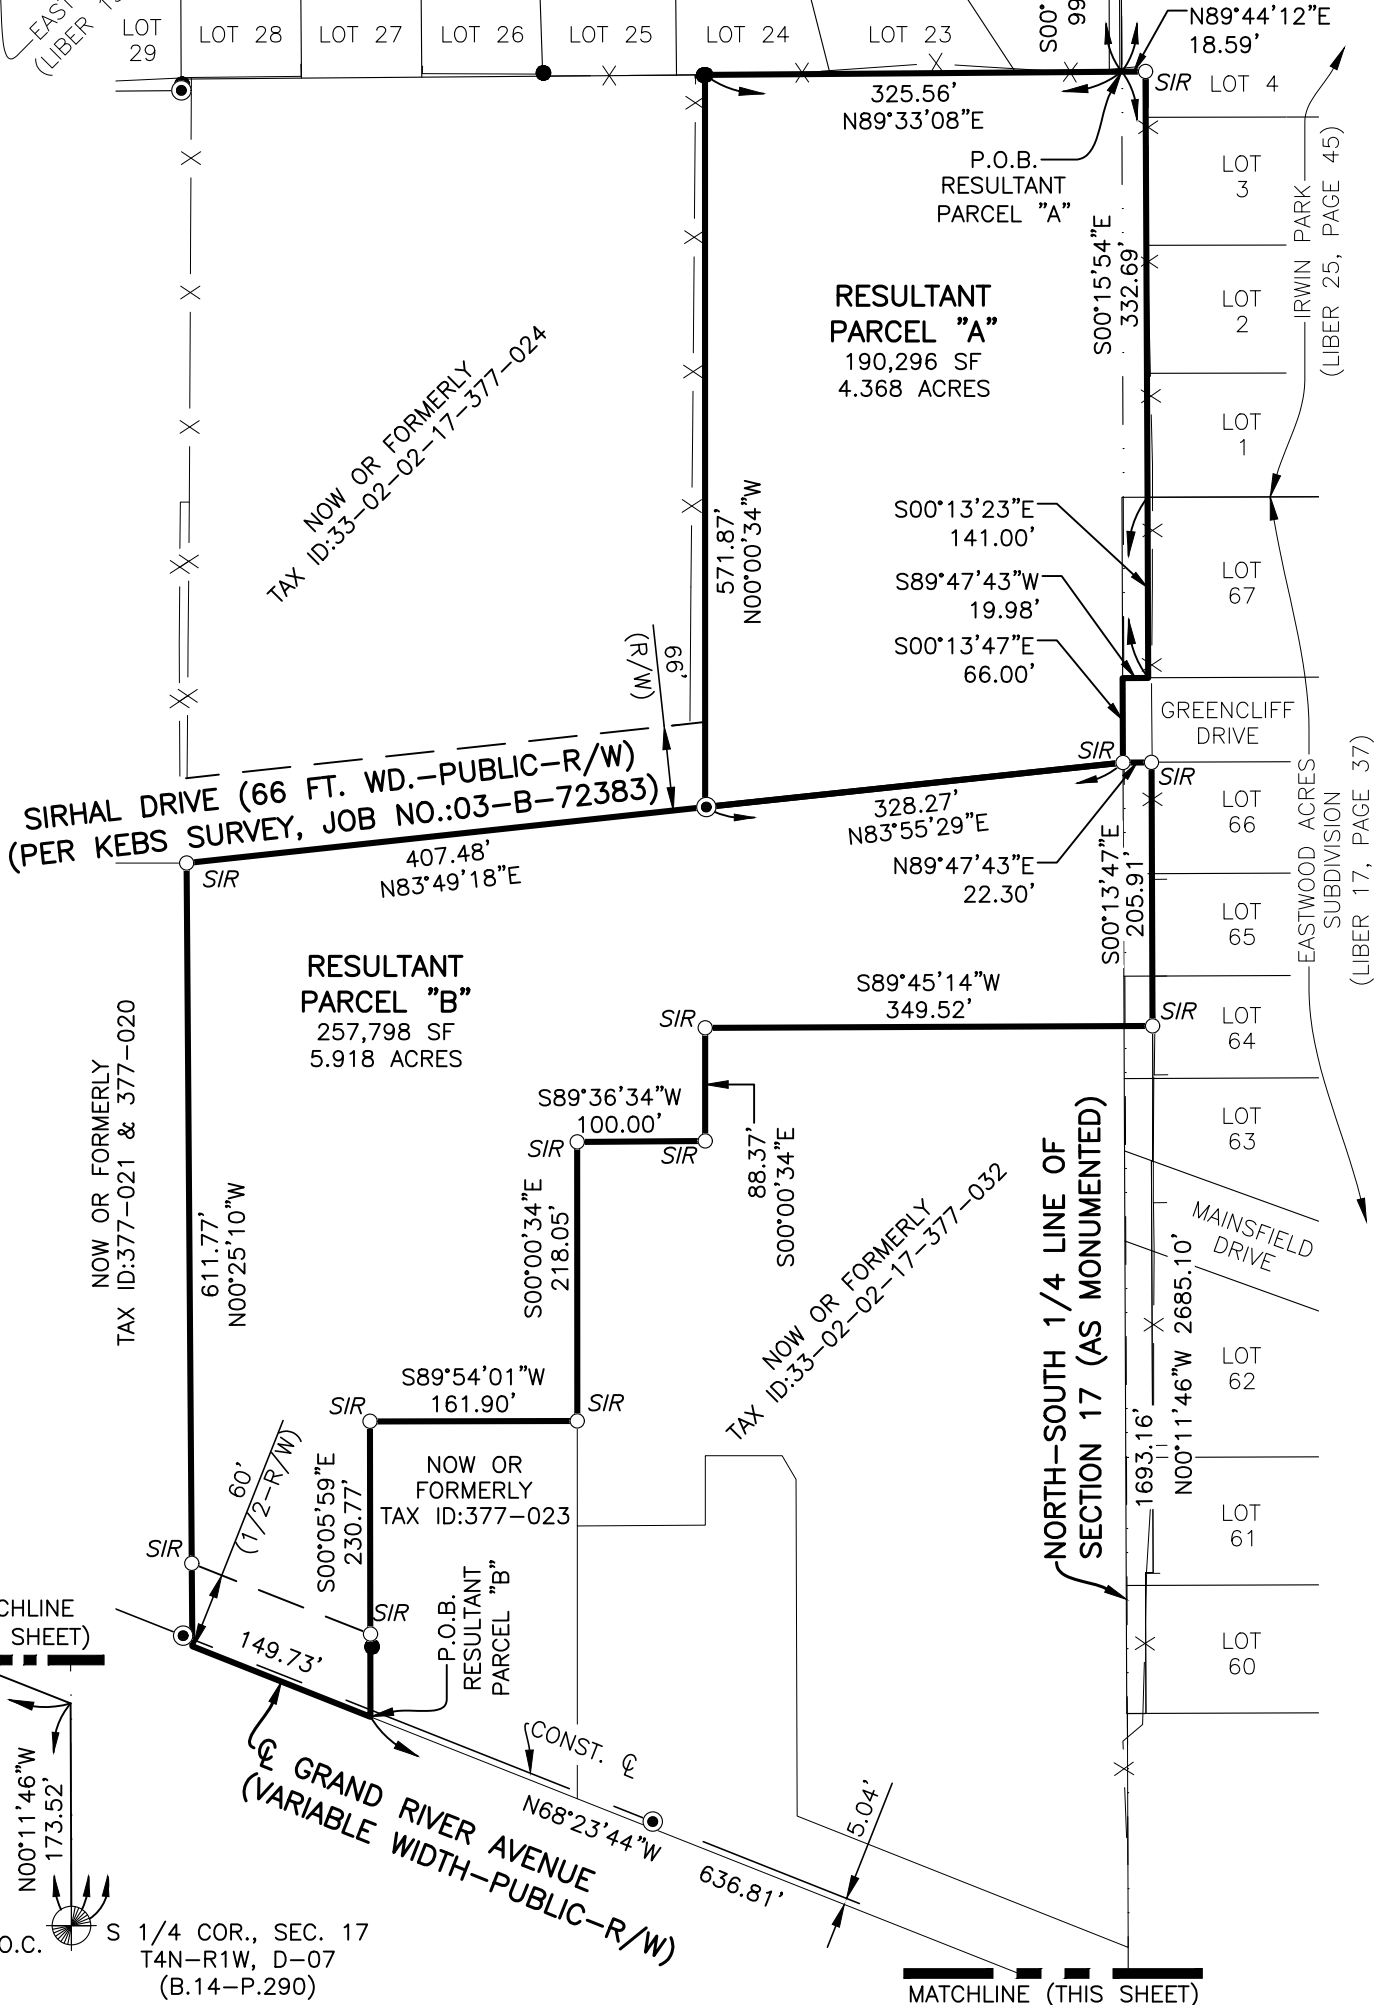 EAST
(LIBER 1
LOT
29
LOT 28
LOT 27
LOT 26
LOT 25
LOT 24
LOT 23
S00°
99
N89°44'12"E
18.59'
SIR
LOT 4
325.56'
N89°33'08"E
P.O.B.
RESULTANT
PARCEL "A"
LOT
3
IRWIN PARK
(LIBER 25, PAGE 45)
S00°15'54"E
332.69'
RESULTANT
PARCEL "A"
190,296 SF
4.368 ACRES
LOT
2
LOT
1
NOW OR FORMERLY
TAX ID:33-02-02-17-377-024
571.87'
N00°00'34"W
S00°13'23"E
141.00'
S89°47'43"W
19.98'
S00°13'47"E
66.00'
LOT
67
66'
(R/W)
GREENCLIFF
DRIVE
SIR
SIR
SIRHAL DRIVE (66 FT. WD.-PUBLIC-R/W)
(PER KEBS SURVEY, JOB NO.:03-B-72383)
407.48'
N83°49'18"E
SIR
328.27'
N83°55'29"E
N89°47'43"E
22.30'
S00°13'47"E
205.91'
LOT
66
LOT
65
EASTWOOD ACRES
SUBDIVISION
(LIBER 17, PAGE 37)
RESULTANT
PARCEL "B"
257,798 SF
5.918 ACRES
S89°45'14"W
349.52'
SIR
SIR
LOT
64
NOW OR FORMERLY
TAX ID:377-021 & 377-020
S89°36'34"W
100.00'
SIR
SIR
88.37'
S00°00'34"E
LOT
63
611.77'
N00°25'10"W
S00°00'34"E
218.05'
NOW OR FORMERLY
TAX ID:33-02-02-17-377-032
NORTH-SOUTH 1/4 LINE OF
SECTION 17 (AS MONUMENTED)
MAINSFIELD
DRIVE
1693.16'
N00°11'46"W 2685.10'
LOT
62
S89°54'01"W
161.90'
SIR
SIR
60'
(1/2-R/W)
S00°05'59"E
230.77'
NOW OR
FORMERLY
TAX ID:377-023
LOT
61
SIR
SIR
P.O.B.
RESULTANT
PARCEL "B"
CHLINE
SHEET)
149.73'
LOT
60
℄ GRAND RIVER AVENUE
(VARIABLE WIDTH-PUBLIC-R/W)
CONST. ℄
N68°23'44"W
636.81'
5.04'
N00°11'46"W
173.52'
O.C.
S 1/4 COR., SEC. 17
T4N-R1W, D-07
(B.14-P.290)
MATCHLINE (THIS SHEET)